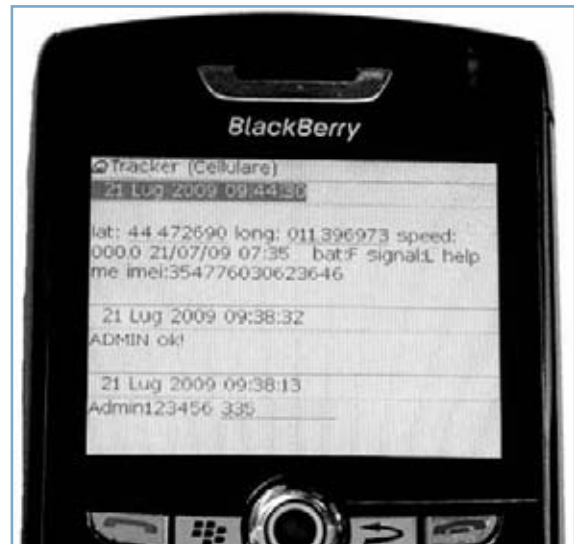 BlackBerry
Tracker (Cellulare)
21 Lug 2009 09:44:30
lat: 44.472690 long: 011.396973 speed:
000.0 21/07/09 07:35 bat:F signal:L help
me imei:354776030623646
21 Lug 2009 09:38:32
ADMIN ok!
21 Lug 2009 09:38:13
Admin123456 335